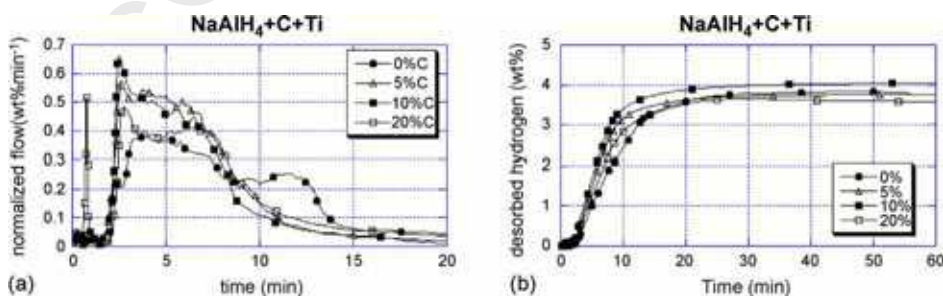 NaAlH4+C+Ti
0.7
0.6
0.5
0.4
0.3
0.2
0.1
0
normalized flow(wt%min-1)
0%C
5%C
10%C
20%C
0 5 10 15 20
time (min)
(a)
NaAlH4+C+Ti
5
4
3
2
1
0
desorbed hydrogen (wt%)
0%
5%
10%
20%
0 10 20 30 40 50 60
Time (min)
(b)